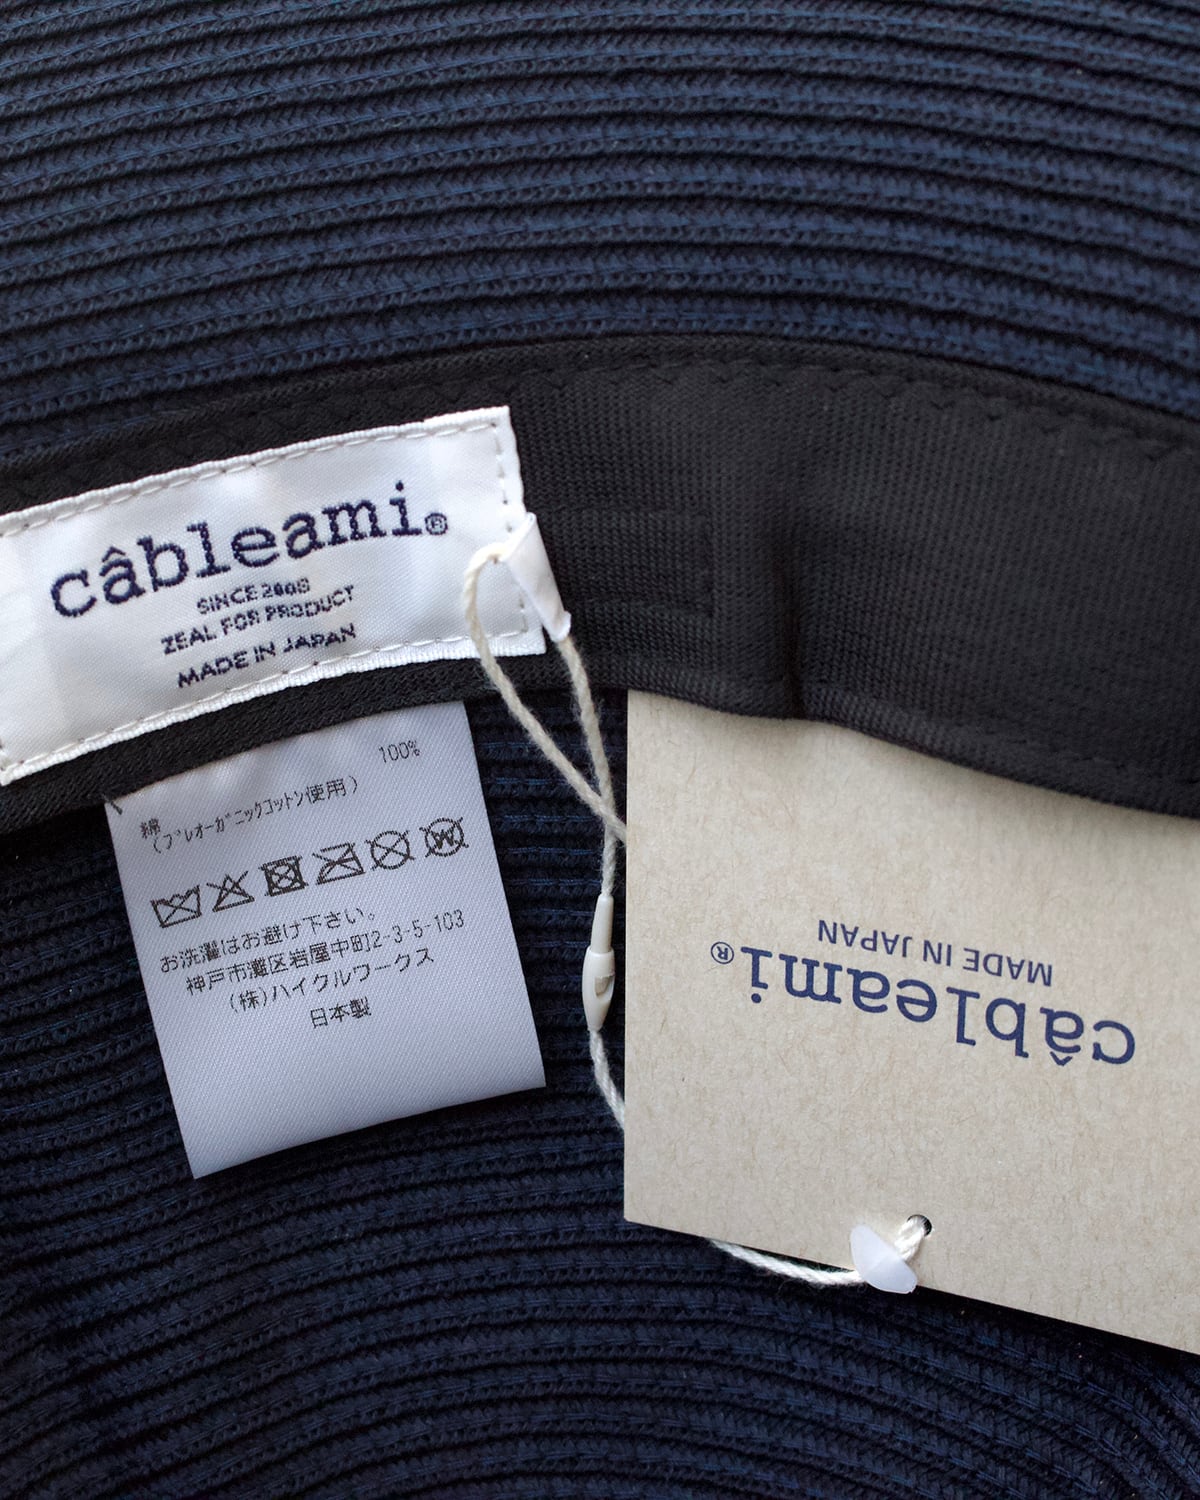 câbleami®
SINCE 2008
ZEAL FOR PRODUCT
MADE IN JAPAN
綿 100%
(プレオーガニックコットン使用)
お洗濯はお避け下さい。
神戸市灘区岩屋中町2-3-5-103
(株)ハイクルワークス
日本製
câbleami®
MADE IN JAPAN